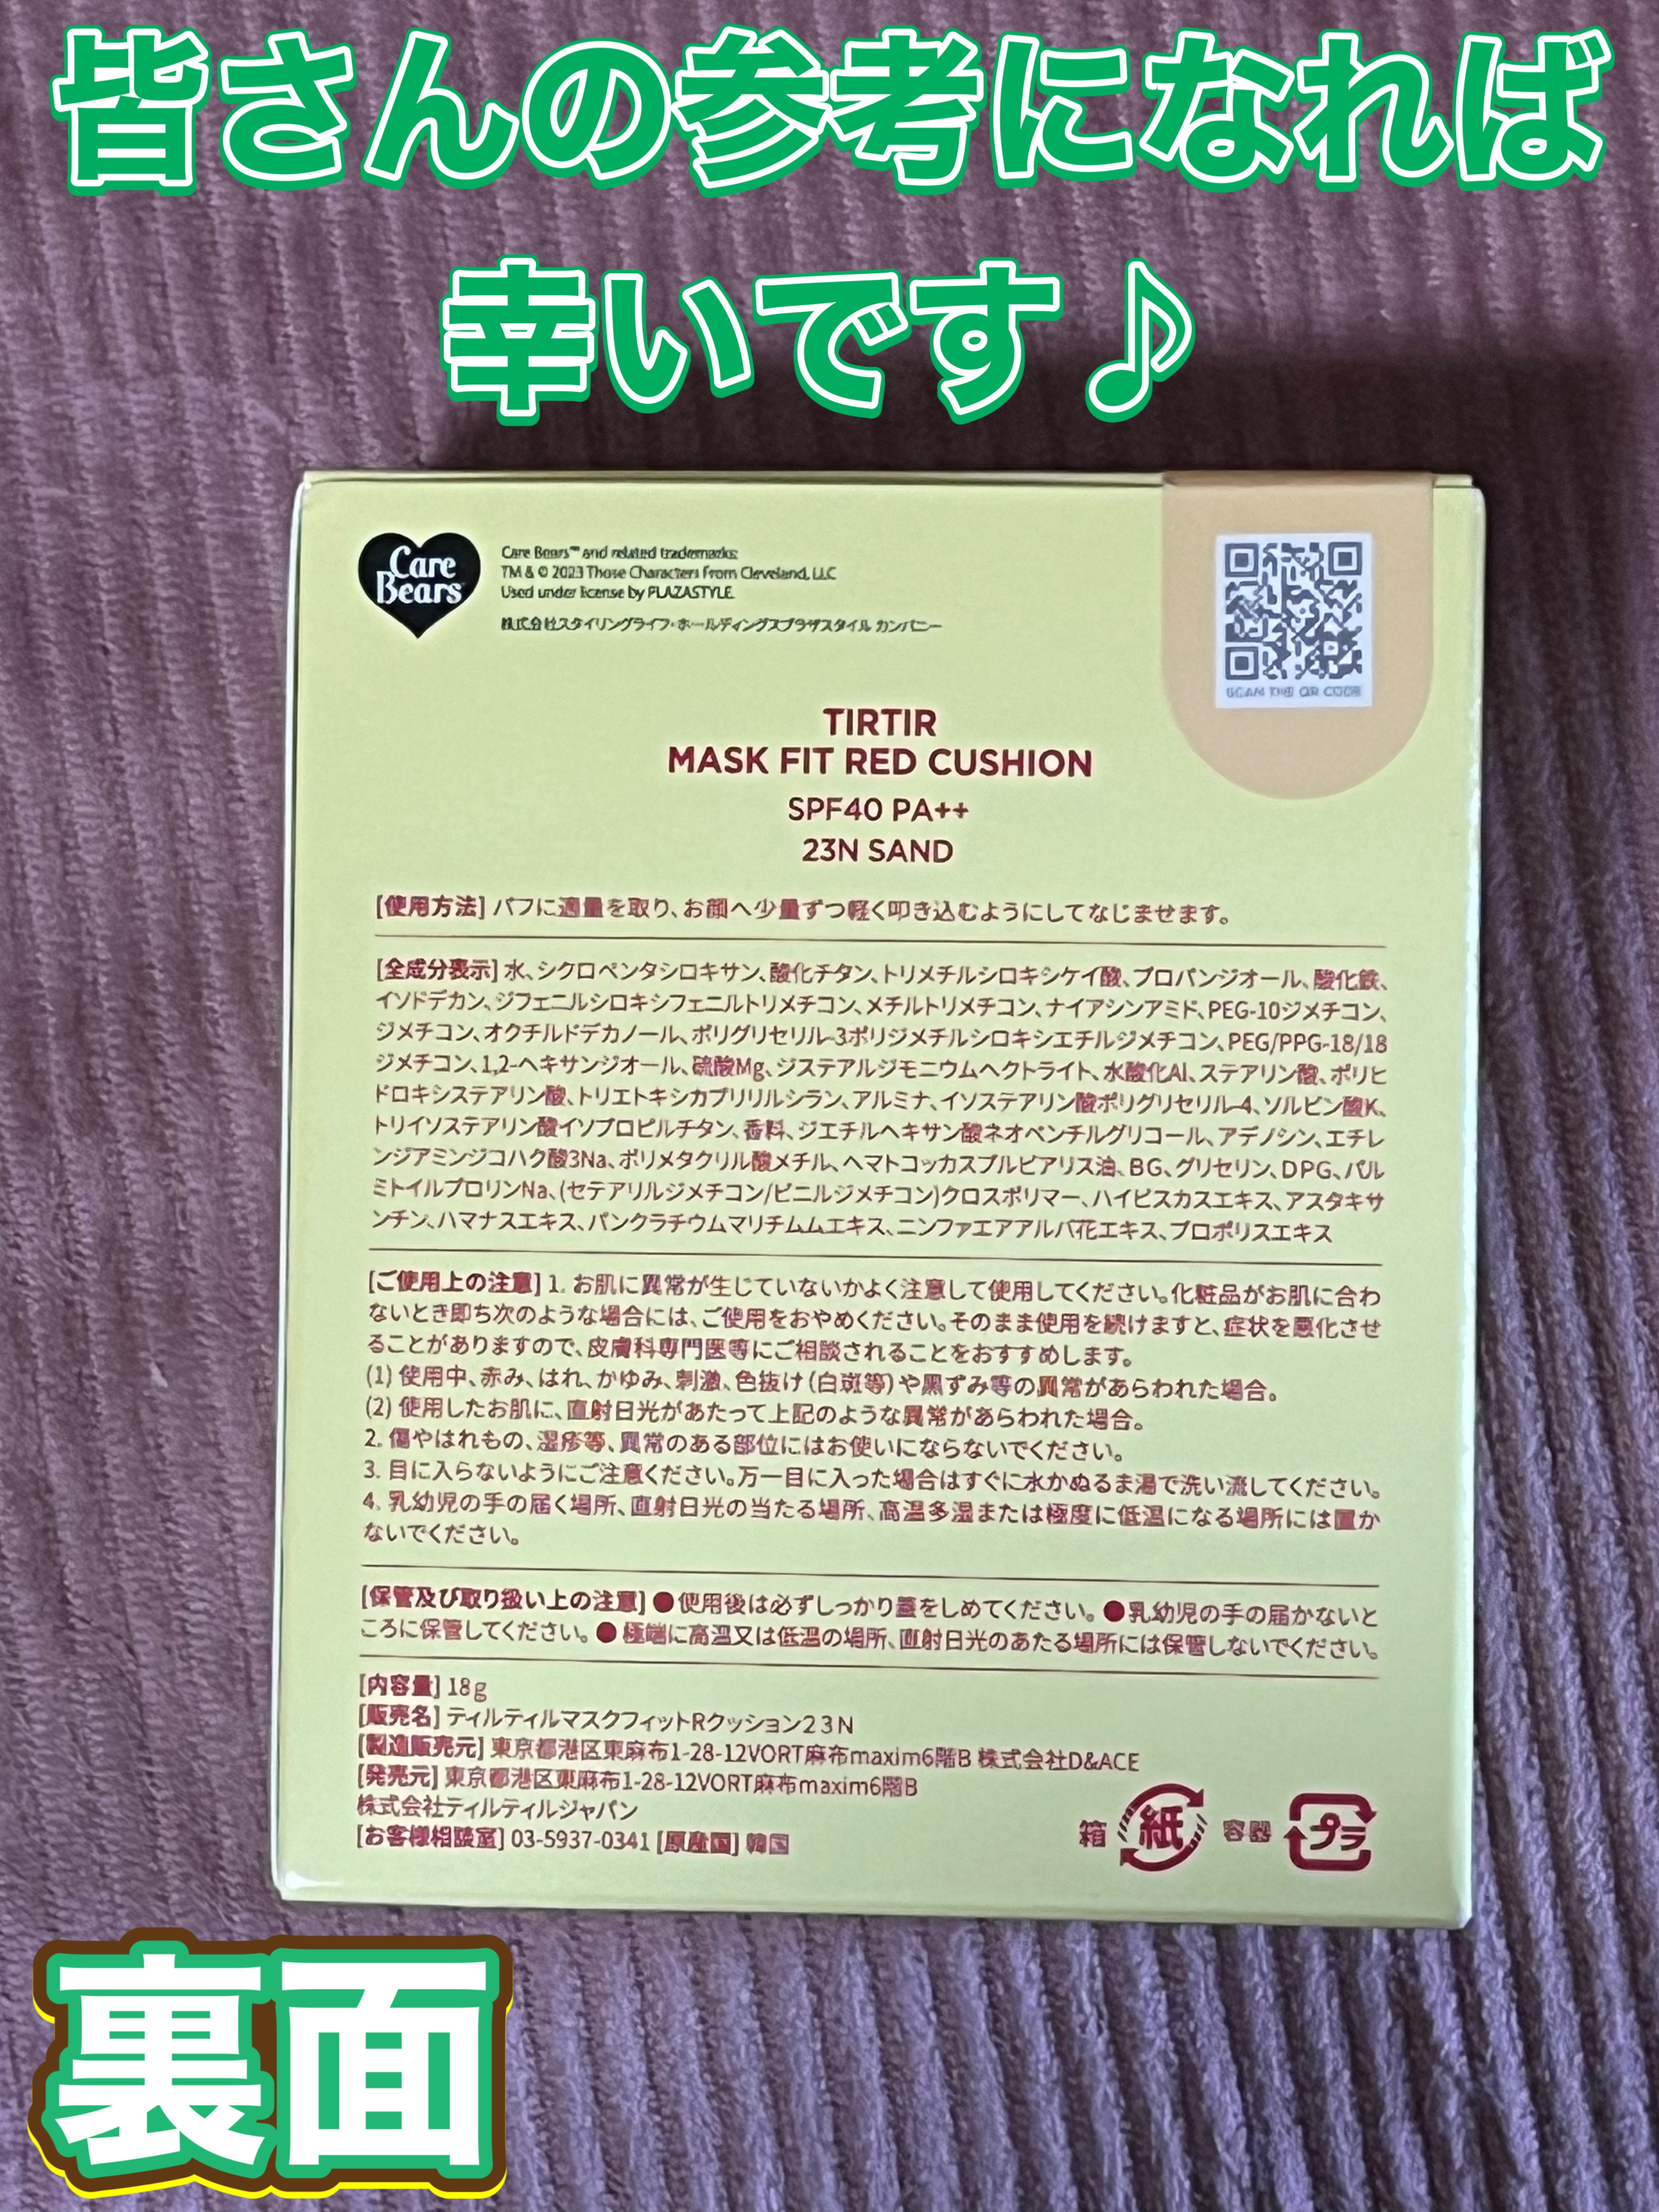 皆さんの参考になれば
幸いです♪
Care Bears
Care Bears™ and related trademarks:
TM & © 2023 Those Characters From Cleveland, LLC
Used under license by PLAZASTYLE.
株式会社スタイリングライフ・ホールディングスプラザスタイル カンパニー
SCAN THE QR CODE
TIRTIR
MASK FIT RED CUSHION
SPF40 PA++
23N SAND
[使用方法] パフに適量を取り、お顔へ少量ずつ軽く叩き込むようにしてなじませます。
[全成分表示] 水、シクロペンタシロキサン、酸化チタン、トリメチルシロキシケイ酸、プロパンジオール、酸化鉄、
イソドデカン、ジフェニルシロキシフェニルトリメチコン、メチルトリメチコン、ナイアシンアミド、PEG-10ジメチコン、
ジメチコン、オクチルドデカノール、ポリグリセリル-3ポリジメチルシロキシエチルジメチコン、PEG/PPG-18/18
ジメチコン、1,2-ヘキサンジオール、硫酸Mg、ジステアルジモニウムヘクトライト、水酸化Al、ステアリン酸、ポリヒ
ドロキシステアリン酸、トリエトキシカプリリルシラン、アルミナ、イソステアリン酸ポリグリセリル-4、ソルビン酸K、
トリイソステアリン酸イソプロピルチタン、香料、ジエチルヘキサン酸ネオペンチルグリコール、アデノシン、エチレ
ンジアミンジコハク酸3Na、ポリメタクリル酸メチル、ヘマトコッカスプルビアリス油、BG、グリセリン、DPG、パル
ミトイルプロリンNa、(セテアリルジメチコン/ビニルジメチコン)クロスポリマー、ハイビスカスエキス、アスタキサ
ンチン、ハマナスエキス、パンクラチウムマリチムムエキス、ニンファエアアルバ花エキス、プロポリスエキス
[ご使用上の注意] 1. お肌に異常が生じていないかよく注意して使用してください。化粧品がお肌に合わ
ないとき即ち次のような場合には、ご使用をおやめください。そのまま使用を続けますと、症状を悪化させ
ることがありますので、皮膚科専門医等にご相談されることをおすすめします。
(1) 使用中、赤み、はれ、かゆみ、刺激、色抜け(白斑等)や黒ずみ等の異常があらわれた場合。
(2) 使用したお肌に、直射日光があたって上記のような異常があらわれた場合。
2. 傷やはれもの、湿疹等、異常のある部位にはお使いにならないでください。
3. 目に入らないようにご注意ください。万一目に入った場合はすぐに水かぬるま湯で洗い流してください。
4. 乳幼児の手の届く場所、直射日光の当たる場所、高温多湿または極度に低温になる場所には置か
ないでください。
[保管及び取り扱い上の注意] ●使用後は必ずしっかり蓋をしめてください。●乳幼児の手の届かないと
ころに保管してください。●極端に高温又は低温の場所、直射日光のあたる場所には保管しないでください。
[内容量] 18g
[販売名] ティルティルマスクフィットRクッション23N
[製造販売元] 東京都港区東麻布1-28-12VORT麻布maxim6階B 株式会社D&ACE
[発売元] 東京都港区東麻布1-28-12VORT麻布maxim6階B
株式会社ティルティルジャパン
[お客様相談室] 03-5937-0341 [原産国] 韓国
箱 紙 容器 プラ
裏面